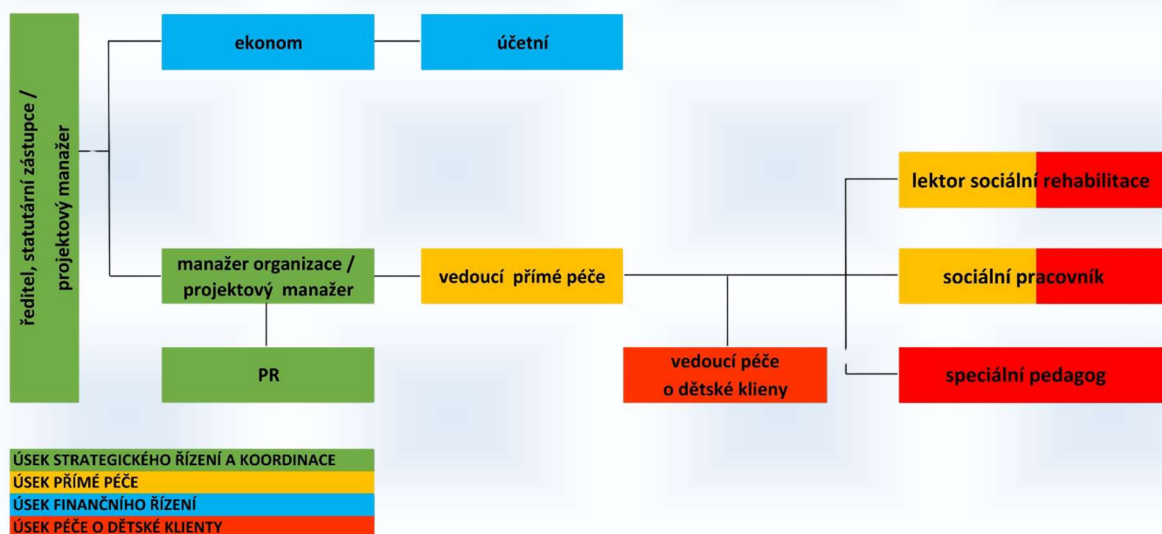 ředitel, statutární zástupce /
projektový manažer
ekonom
účetní
manažer organizace /
projektový manažer
vedoucí přímé péče
PR
vedoucí péče
o dětské klieny
lektor sociální rehabilitace
sociální pracovník
speciální pedagog
ÚSEK STRATEGICKÉHO ŘÍZENÍ A KOORDINACE
ÚSEK PŘÍMÉ PÉČE
ÚSEK FINANČNÍHO ŘÍZENÍ
ÚSEK PÉČE O DĚTSKÉ KLIENTY